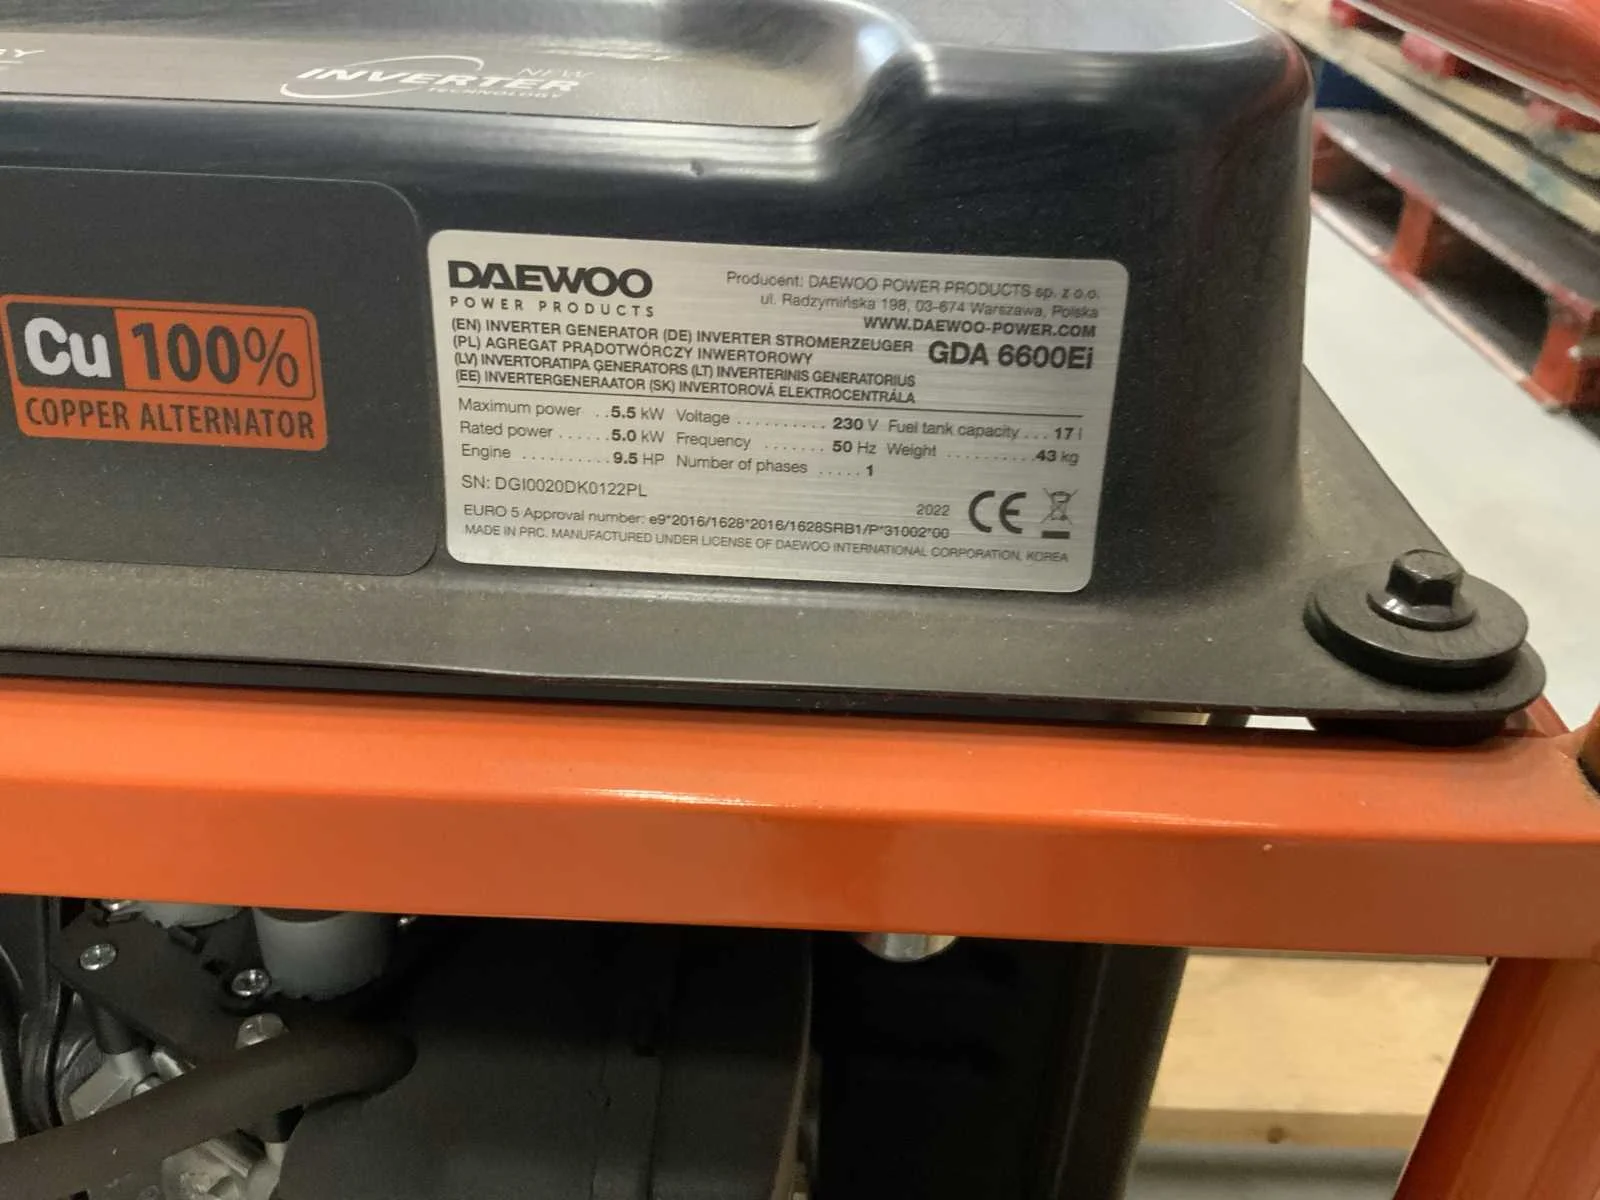 INVERTER NEW
TECHNOLOGY
Cu 100%
COPPER ALTERNATOR
DAEWOO
POWER PRODUCTS
Producent: DAEWOO POWER PRODUCTS sp. z o.o.
ul. Radzymińska 198, 03-674 Warszawa, Polska
WWW.DAEWOO-POWER.COM
(EN) INVERTER GENERATOR (DE) INVERTER STROMERZEUGER
(PL) AGREGAT PRĄDOTWÓRCZY INWERTOROWY
(LV) INVERTORATIPA ĢENERATORS (LT) INVERTERINIS GENERATORIUS
(EE) INVERTERGENERAATOR (SK) INVERTOROVÁ ELEKTROCENTRÁLA
GDA 6600Ei
Maximum power ..5.5 kW Voltage .......... 230 V Fuel tank capacity.... 17 l
Rated power ......5.0 kW Frequency ....... 50 Hz Weight ..........43 kg
Engine ..........9.5 HP Number of phases ..... 1
SN: DGI0020DK0122PL
2022 CE
EURO 5 Approval number: e9*2016/1628*2016/1628SRB1/P*31002*00
MADE IN PRC. MANUFACTURED UNDER LICENSE OF DAEWOO INTERNATIONAL CORPORATION, KOREA